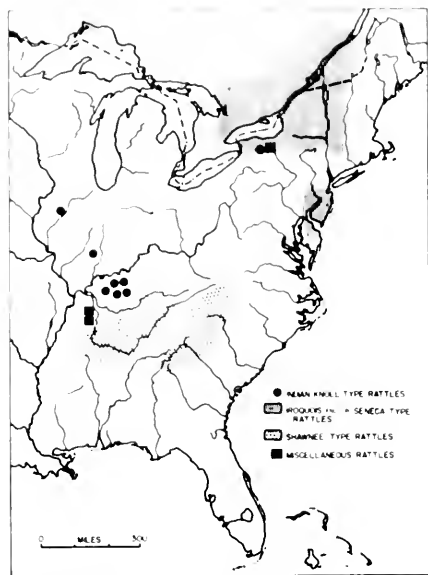 INDIAN KNOLL TYPE RATTLES
IROQUOIS SENECA TYPE
RATTLES
SHAWNEE TYPE RATTLES
MISCELLANEOUS RATTLES
0 MILES 300